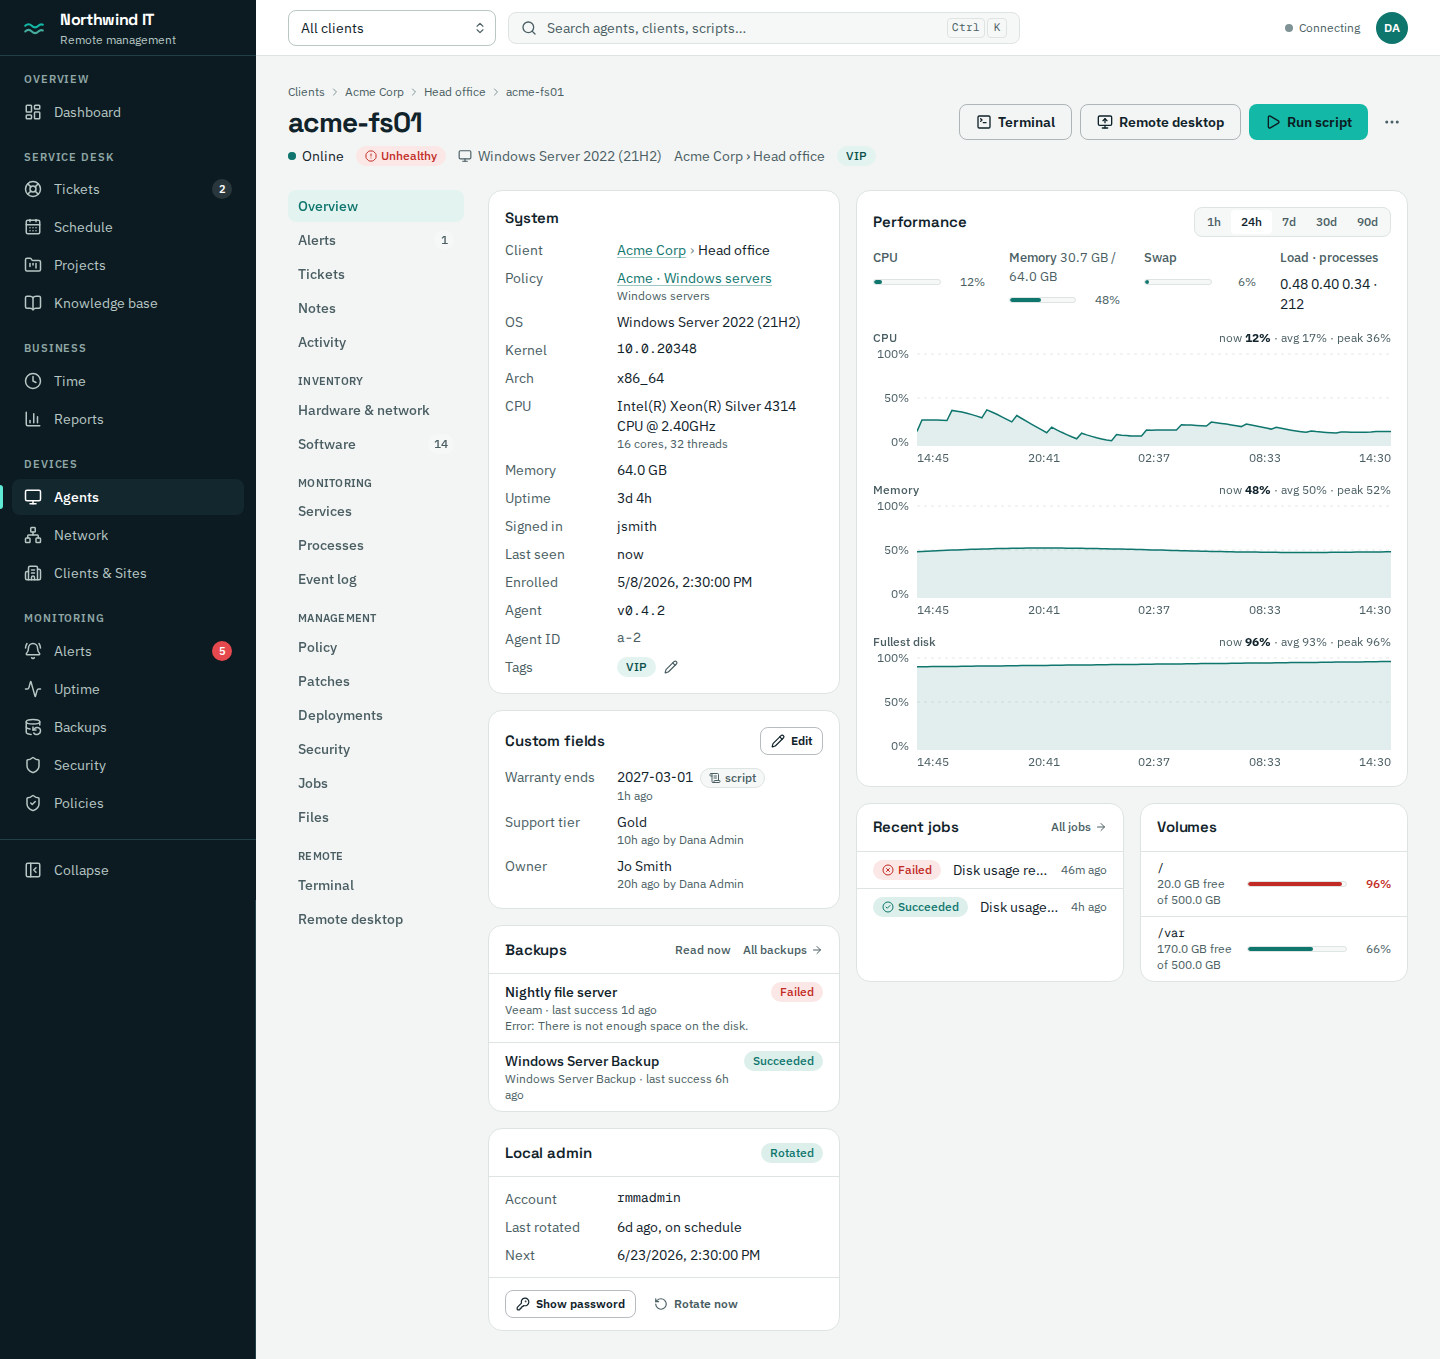 Northwind IT
Remote management
All clients
Search agents, clients, scripts...
Ctrl K
Connecting
DA
OVERVIEW
Dashboard
SERVICE DESK
Tickets 2
Schedule
Projects
Knowledge base
BUSINESS
Time
Reports
DEVICES
Agents
Network
Clients & Sites
MONITORING
Alerts 5
Uptime
Backups
Security
Policies
Collapse
Clients > Acme Corp > Head office > acme-fs01
acme-fs01
Terminal
Remote desktop
Run script
Online Unhealthy Windows Server 2022 (21H2) Acme Corp › Head office VIP
Overview
Alerts 1
Tickets
Notes
Activity
INVENTORY
Hardware & network
Software 14
MONITORING
Services
Processes
Event log
MANAGEMENT
Policy
Patches
Deployments
Security
Jobs
Files
REMOTE
Terminal
Remote desktop
System
Client Acme Corp › Head office
Policy Acme · Windows servers
Windows servers
OS Windows Server 2022 (21H2)
Kernel 10.0.20348
Arch x86_64
CPU Intel(R) Xeon(R) Silver 4314
CPU @ 2.40GHz
16 cores, 32 threads
Memory 64.0 GB
Uptime 3d 4h
Signed in jsmith
Last seen now
Enrolled 5/8/2026, 2:30:00 PM
Agent v0.4.2
Agent ID a-2
Tags VIP
Custom fields Edit
Warranty ends 2027-03-01 script
1h ago
Support tier Gold
10h ago by Dana Admin
Owner Jo Smith
20h ago by Dana Admin
Backups Read now All backups →
Nightly file server Failed
Veeam · last success 1d ago
Error: There is not enough space on the disk.
Windows Server Backup Succeeded
Windows Server Backup · last success 6h
ago
Local admin Rotated
Account rmmadmin
Last rotated 6d ago, on schedule
Next 6/23/2026, 2:30:00 PM
Show password Rotate now
Performance 1h 24h 7d 30d 90d
CPU
12%
Memory 30.7 GB /
64.0 GB
48%
Swap
6%
Load · processes
0.48 0.40 0.34 ·
212
CPU now 12% · avg 17% · peak 36%
100%
50%
0%
14:45 20:41 02:37 08:33 14:30
Memory now 48% · avg 50% · peak 52%
100%
50%
0%
14:45 20:41 02:37 08:33 14:30
Fullest disk now 96% · avg 93% · peak 96%
100%
50%
0%
14:45 20:41 02:37 08:33 14:30
Recent jobs All jobs →
Failed Disk usage re... 46m ago
Succeeded Disk usage... 4h ago
Volumes
/
20.0 GB free
of 500.0 GB
96%
/var
170.0 GB free
of 500.0 GB
66%